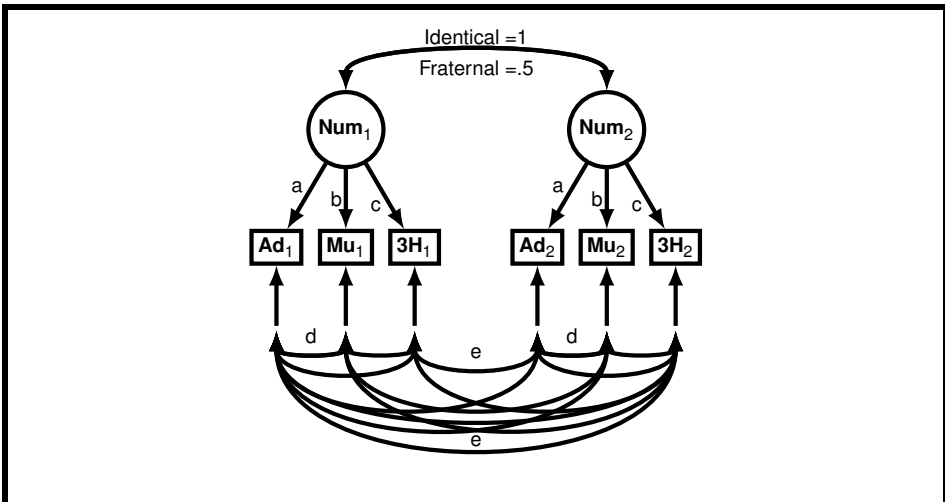 Identical =1
Fraternal =.5
Num₁ Num₂
a b c a b c
Ad₁ Mu₁ 3H₁ Ad₂ Mu₂ 3H₂
d e d
e